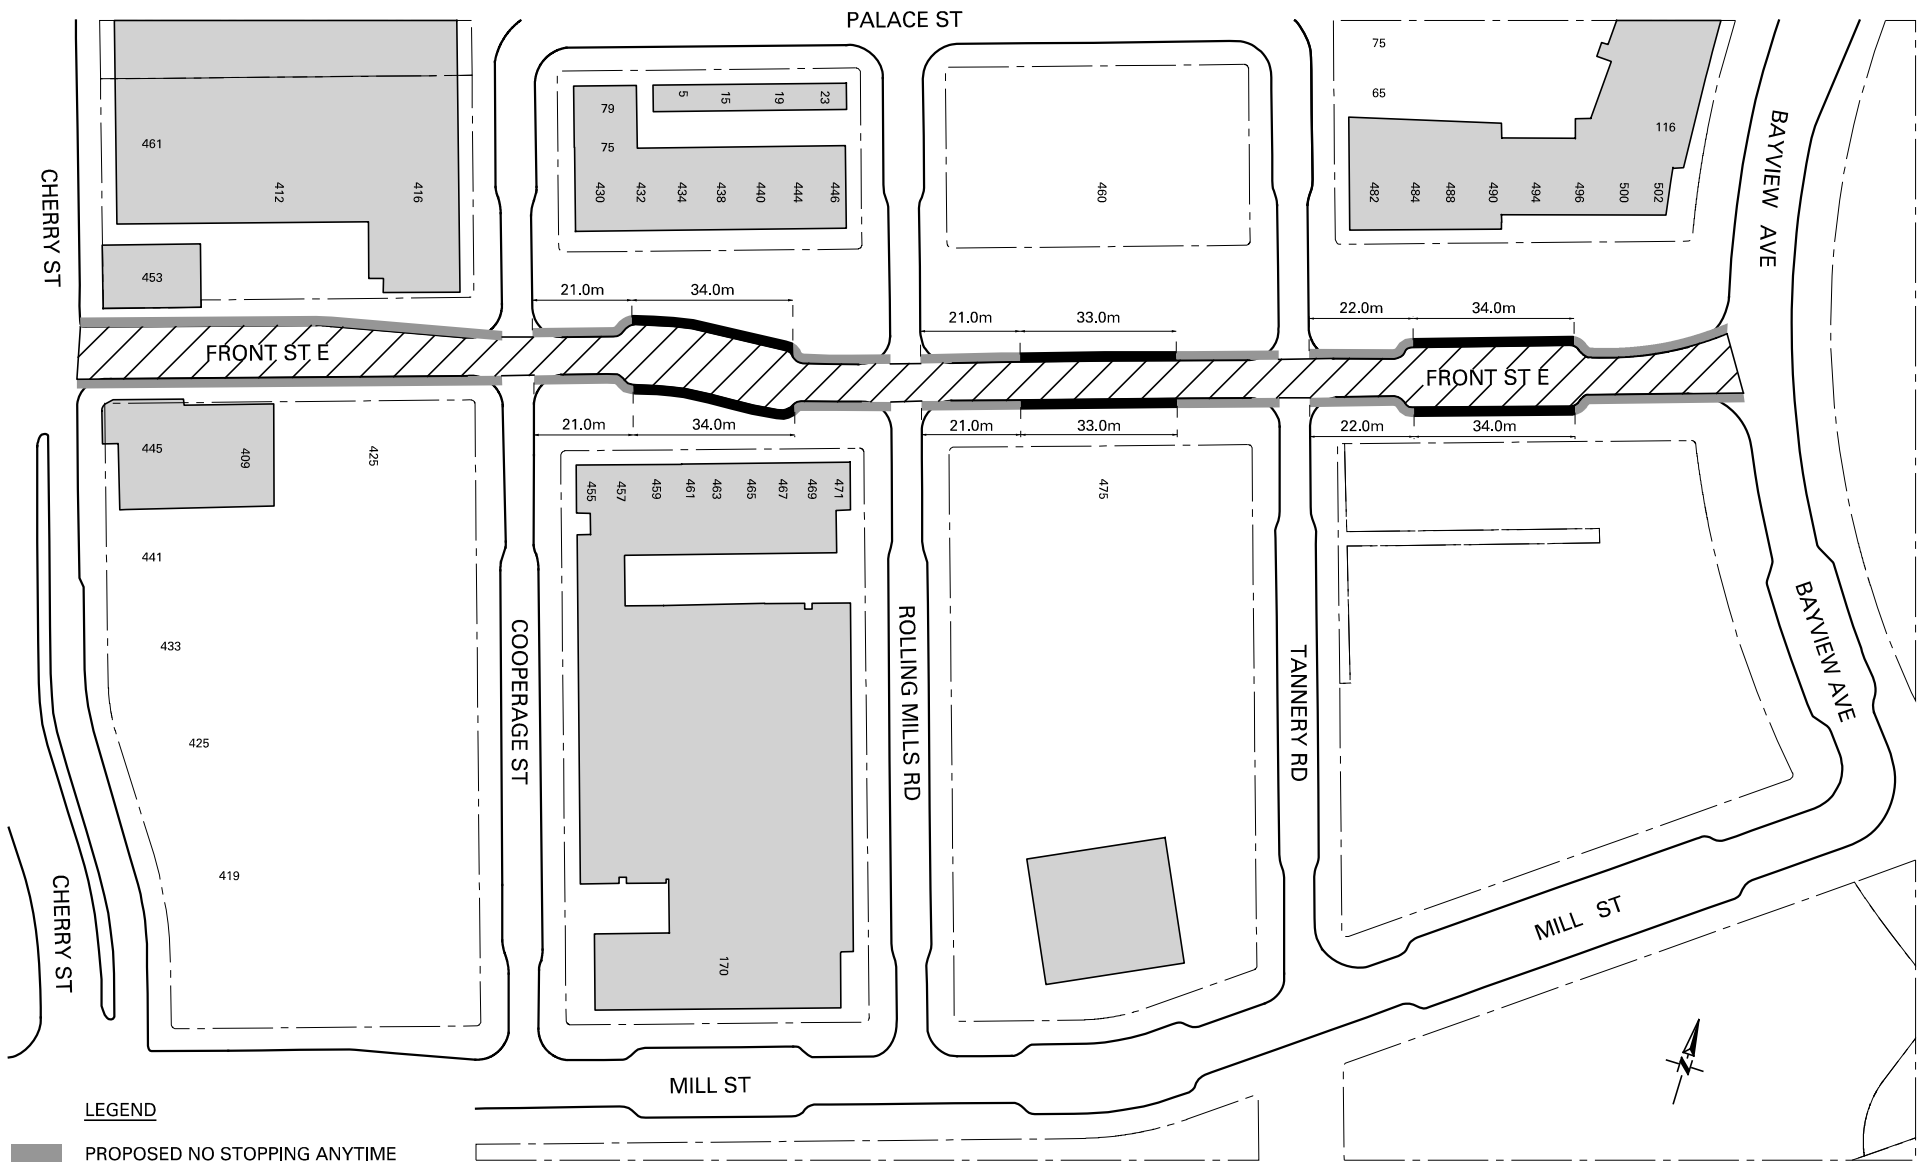 PALACE ST
75
65
5
15
19
23
79
75
461
412
416
116
430
432
434
438
440
444
446
460
482
484
488
490
494
496
500
502
CHERRY ST
BAYVIEW AVE
453
21.0m
34.0m
21.0m
33.0m
22.0m
34.0m
FRONT ST E
FRONT ST E
21.0m
34.0m
21.0m
33.0m
22.0m
34.0m
445
409
425
455
457
459
461
463
465
467
469
471
475
441
433
425
419
COOPERAGE ST
ROLLING MILLS RD
TANNERY RD
BAYVIEW AVE
CHERRY ST
170
MILL ST
MILL ST
N
LEGEND
PROPOSED NO STOPPING ANYTIME